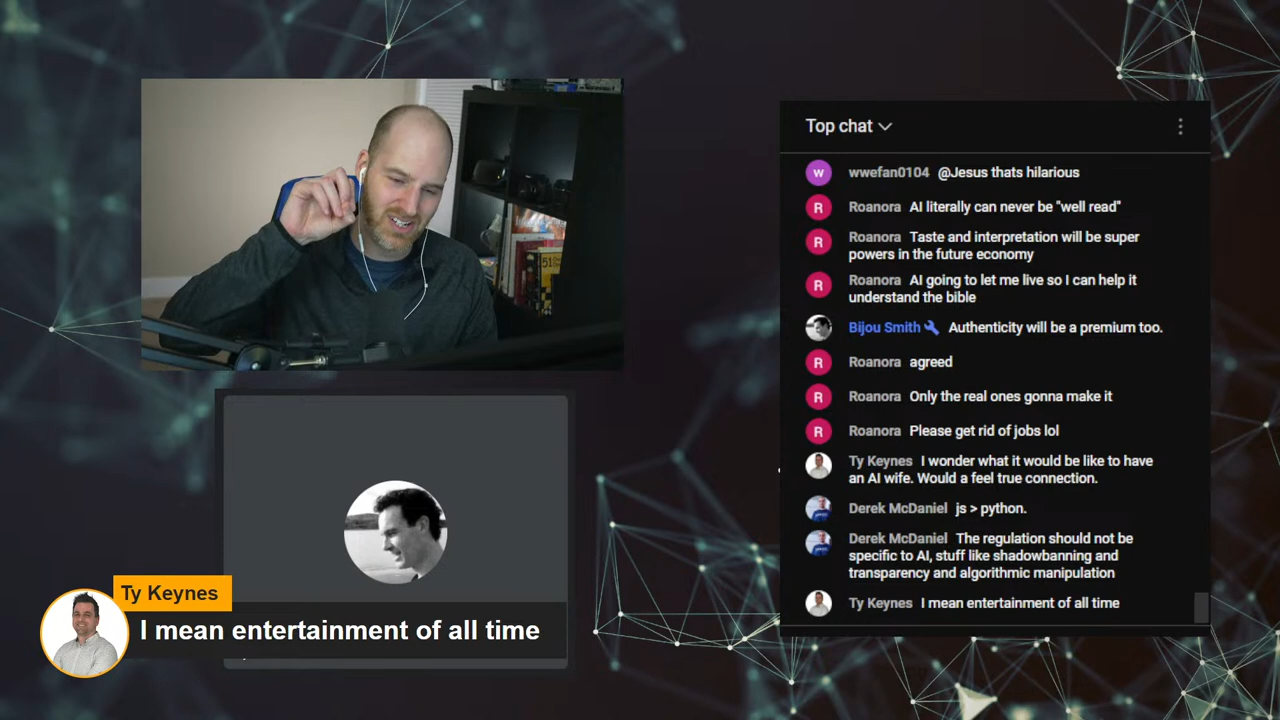 Top chat
w
wwefan0104 @Jesus thats hilarious
R
Roanora AI literally can never be "well read"
R
Roanora Taste and interpretation will be super
powers in the future economy
R
Roanora AI going to let me live so I can help it
understand the bible
Bijou Smith Authenticity will be a premium too.
R
Roanora agreed
R
Roanora Only the real ones gonna make it
R
Roanora Please get rid of jobs lol
Ty Keynes I wonder what it would be like to have
an AI wife. Would a feel true connection.
Derek McDaniel js > python.
Derek McDaniel The regulation should not be
specific to AI, stuff like shadowbanning and
transparency and algorithmic manipulation
Ty Keynes I mean entertainment of all time
51
Ty Keynes
I mean entertainment of all time